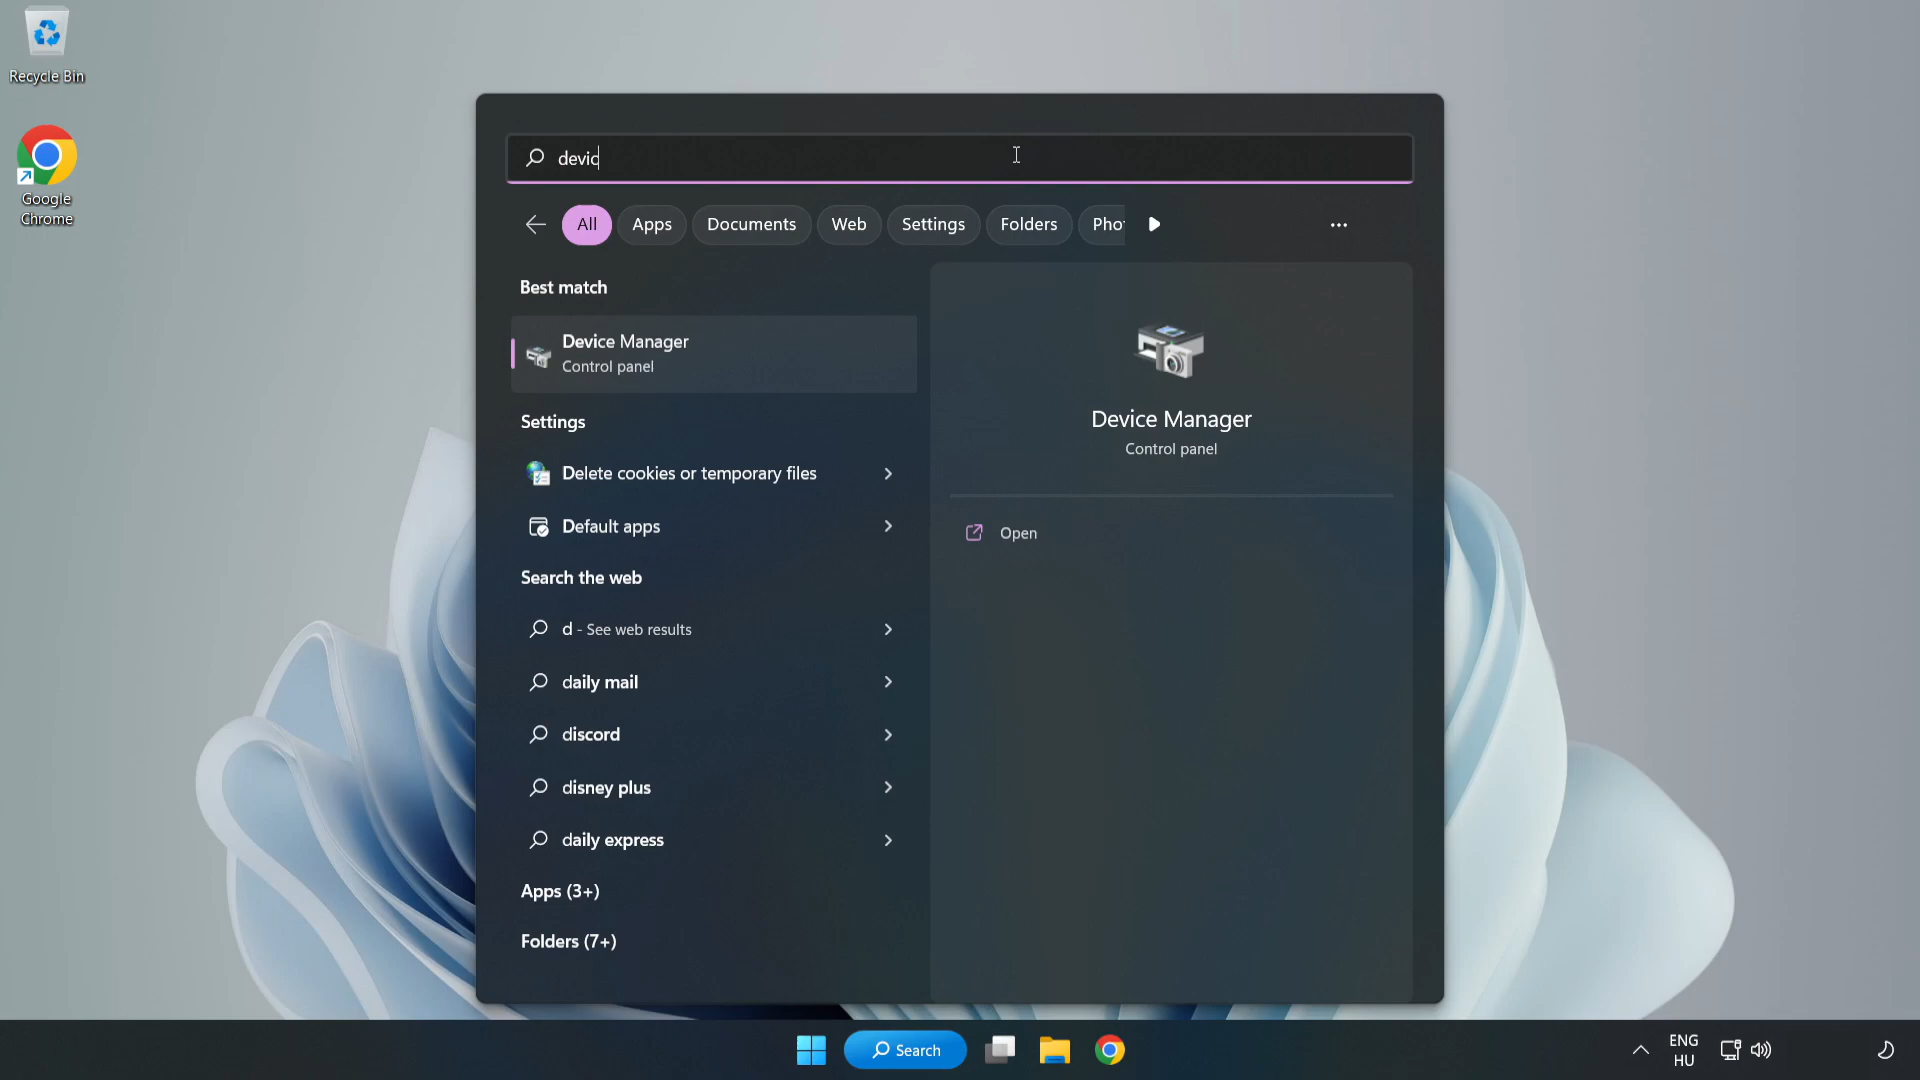 Recycle Bin
Google
Chrome
devic
All
Apps
Documents
Web
Settings
Folders
Pho
Best match
Device Manager
Control panel
Settings
Delete cookies or temporary files
Default apps
Search the web
d - See web results
daily mail
discord
disney plus
daily express
Apps (3+)
Folders (7+)
Device Manager
Control panel
Open
Search
ENG
HU